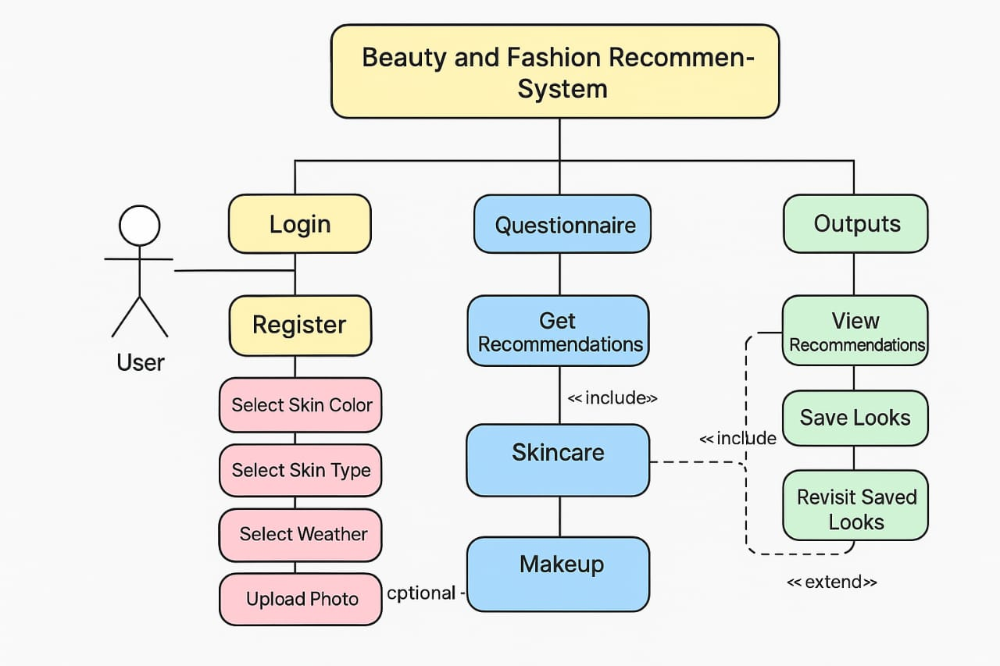 Beauty and Fashion Recommen-
System
Login
Questionnaire
Outputs
User
Register
Get
Recommendations
View
Recommendations
<<include>>
Select Skin Color
Save Looks
<<include
Select Skin Type
Skincare
Revisit Saved
Looks
Select Weather
Makeup
<<extend>>
Upload Photo
cptional -